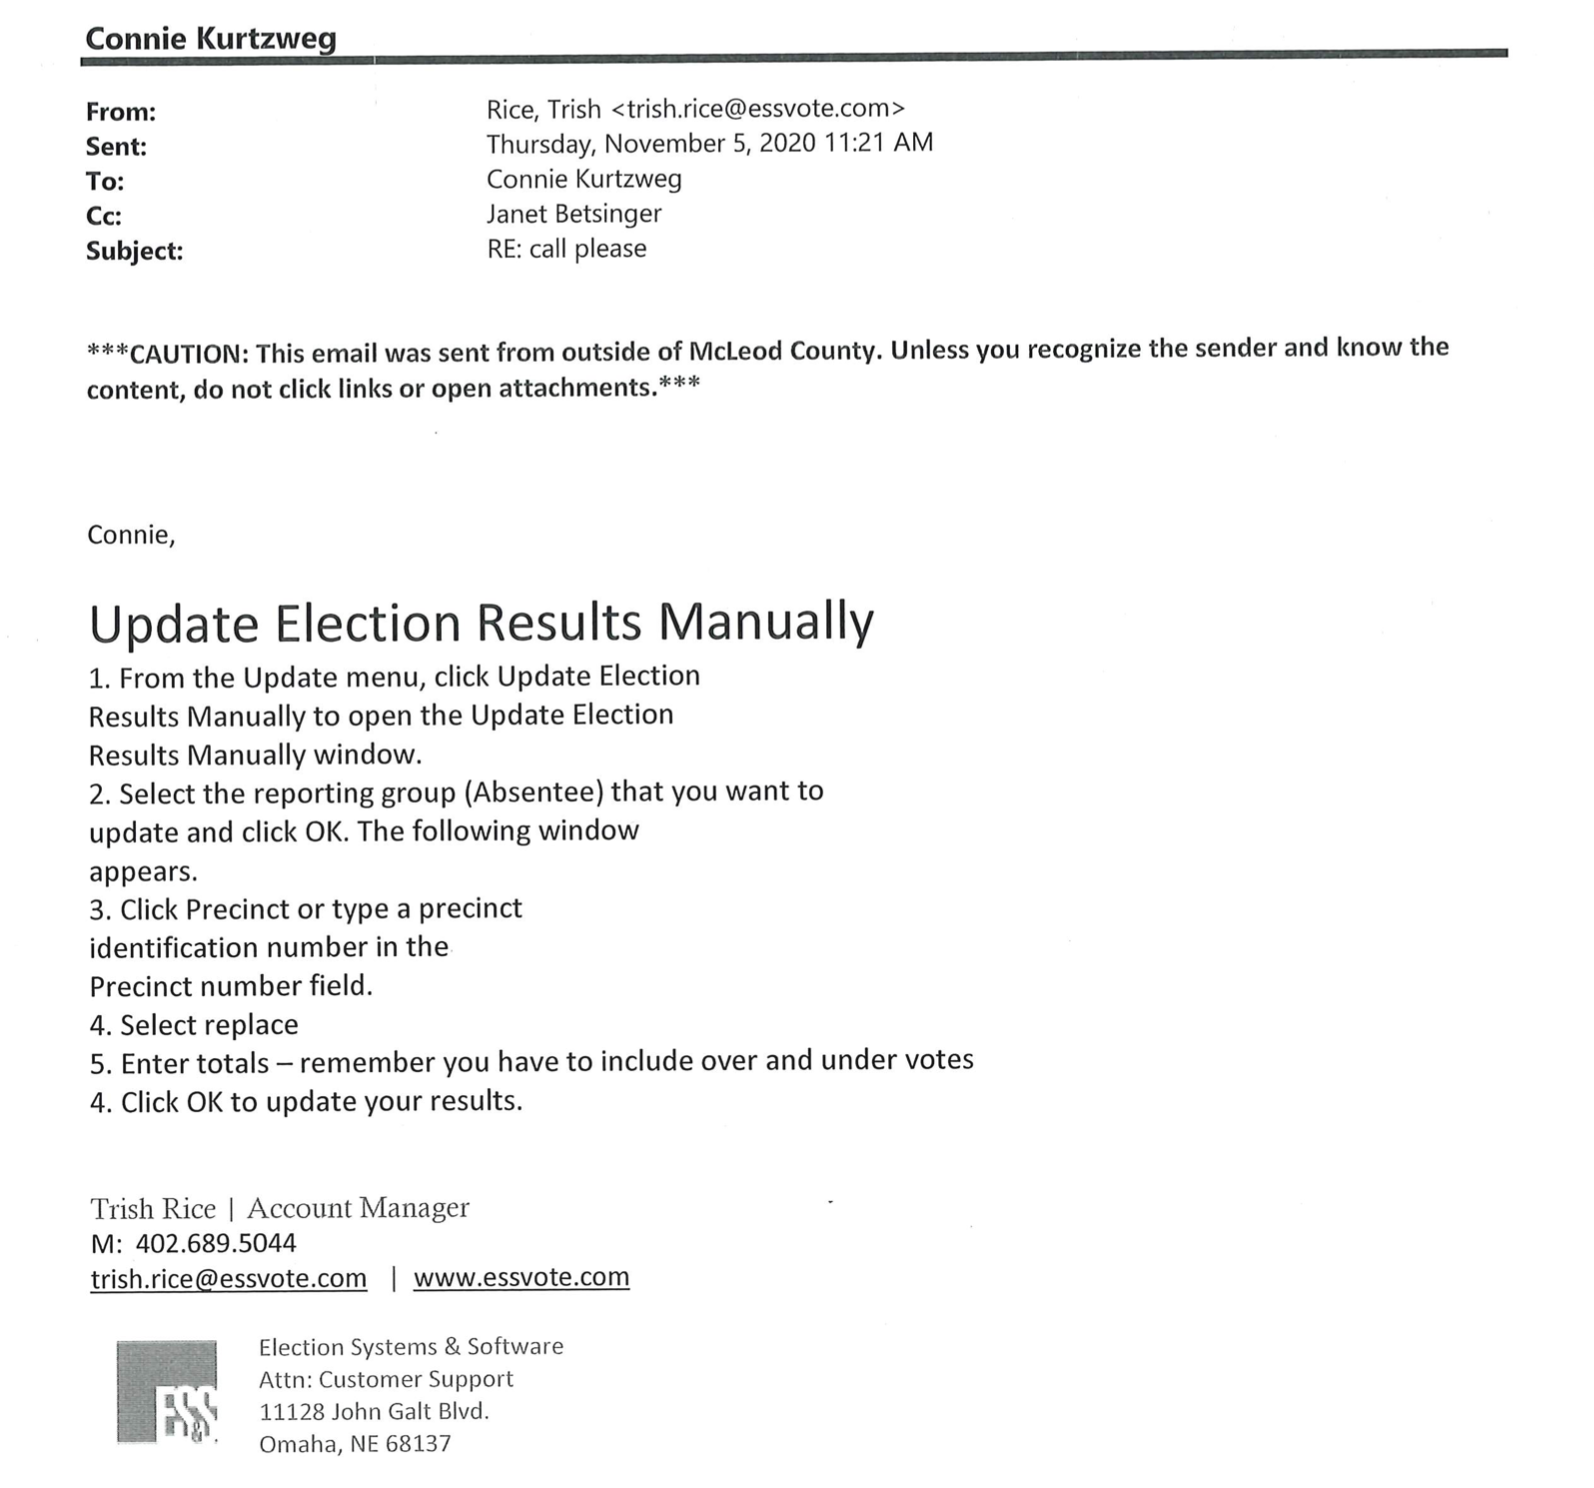 Connie Kurtzweg
From: Rice, Trish <trish.rice@essvote.com>
Sent: Thursday, November 5, 2020 11:21 AM
To: Connie Kurtzweg
Cc: Janet Betsinger
Subject: RE: call please
***CAUTION: This email was sent from outside of McLeod County. Unless you recognize the sender and know the
content, do not click links or open attachments.***
Connie,
Update Election Results Manually
1. From the Update menu, click Update Election
Results Manually to open the Update Election
Results Manually window.
2. Select the reporting group (Absentee) that you want to
update and click OK. The following window
appears.
3. Click Precinct or type a precinct
identification number in the
Precinct number field.
4. Select replace
5. Enter totals – remember you have to include over and under votes
4. Click OK to update your results.
Trish Rice | Account Manager
M: 402.689.5044
trish.rice@essvote.com | www.essvote.com
ES&S
Election Systems & Software
Attn: Customer Support
11128 John Galt Blvd.
Omaha, NE 68137